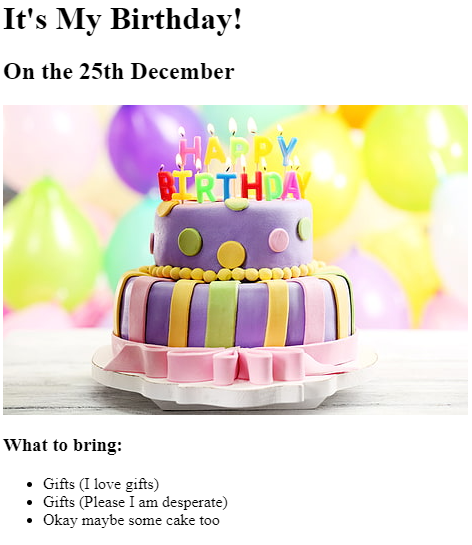 It's My Birthday!
On the 25th December
HAPPY
BIRTHDAY
What to bring:
Gifts (I love gifts)
Gifts (Please I am desperate)
Okay maybe some cake too